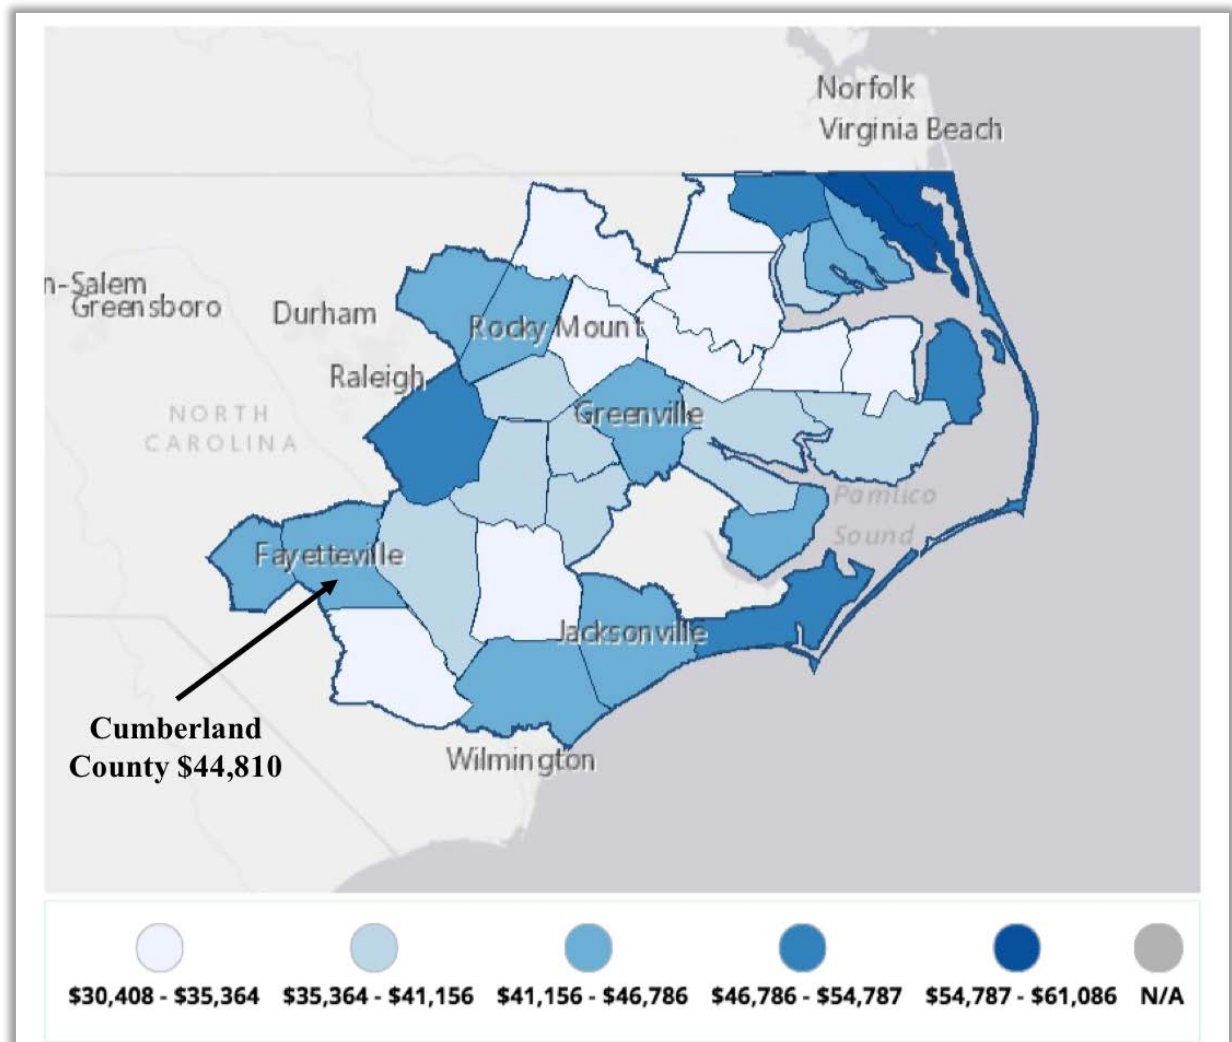 Norfolk
Virginia Beach
n-Salem
Greensboro
Durham
Rocky Mount
Raleigh
NORTH
CAROLINA
Greenville
Pamlico
Sound
Fayetteville
Jacksonville
Cumberland
County $44,810
Wilmington
$30,408 - $35,364 $35,364 - $41,156 $41,156 - $46,786 $46,786 - $54,787 $54,787 - $61,086 N/A